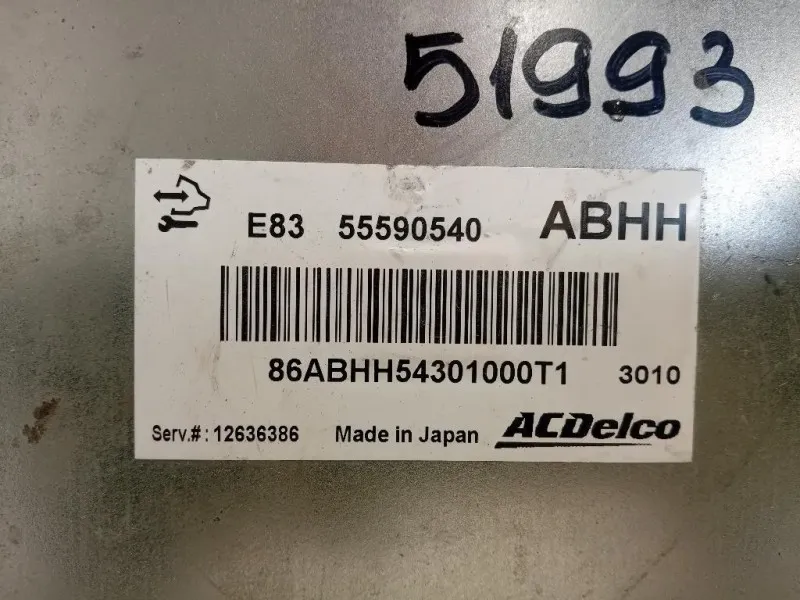 51993
E83 55590540 ABHH
86ABHH54301000T1 3010
Serv.#: 12636386 Made in Japan ACDelco